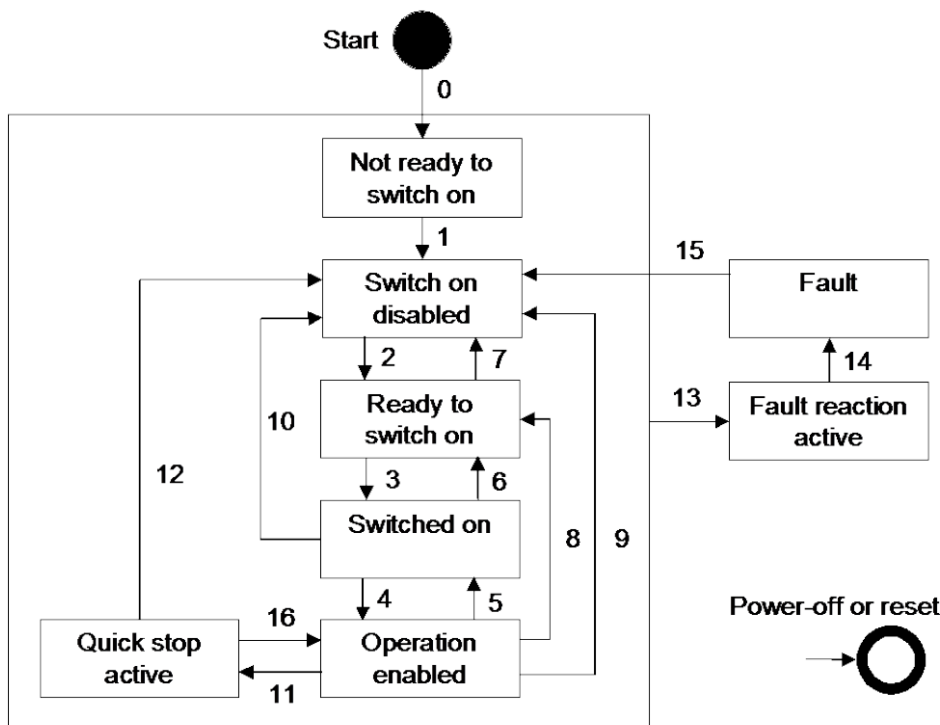 Start
0
Not ready to
switch on
1
15
Switch on
disabled
Fault
2
7
14
10
Ready to
switch on
13
Fault reaction
active
12
3
6
Switched on
8
9
4
5
Power-off or reset
16
Quick stop
active
Operation
enabled
11